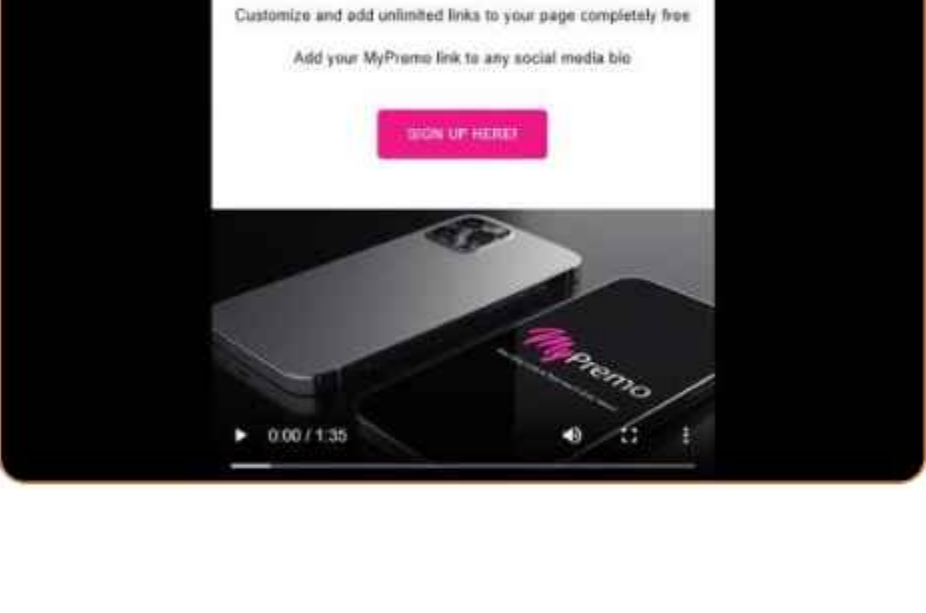 Customize and add unlimited links to your page completely free
Add your MyPremo link to any social media bio
SIGN UP HERE!
MyPremo
0:00 / 1:35